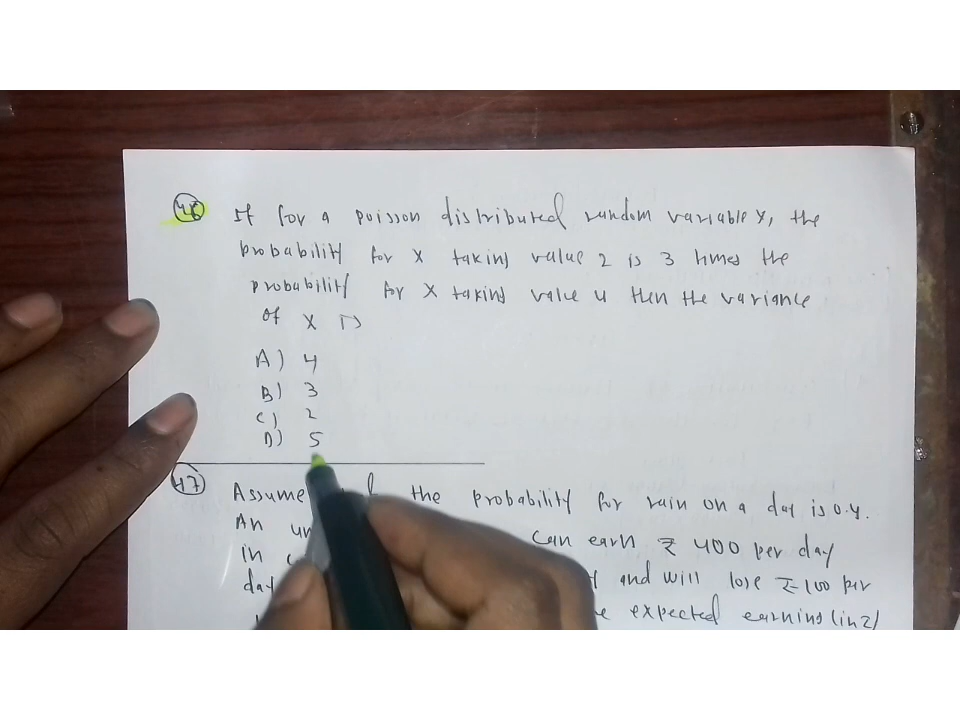 46 If for a poisson distributed random variable X, the
probability for X taking value 2 is 3 times the
probability for X taking value 4 then the variance
of X is
A) 4
B) 3
C) 2
D) 5
47 Assume the probability for rain on a day is 0.4.
An can earn ₹ 400 per day
in
day and will lose ₹ 100 per
expected earning (in ₹)